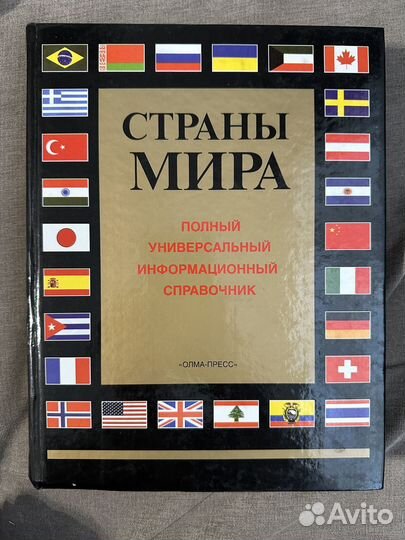 СТРАНЫ
МИРА
ПОЛНЫЙ
УНИВЕРСАЛЬНЫЙ
ИНФОРМАЦИОННЫЙ
СПРАВОЧНИК
«ОЛМА-ПРЕСС»
Avito